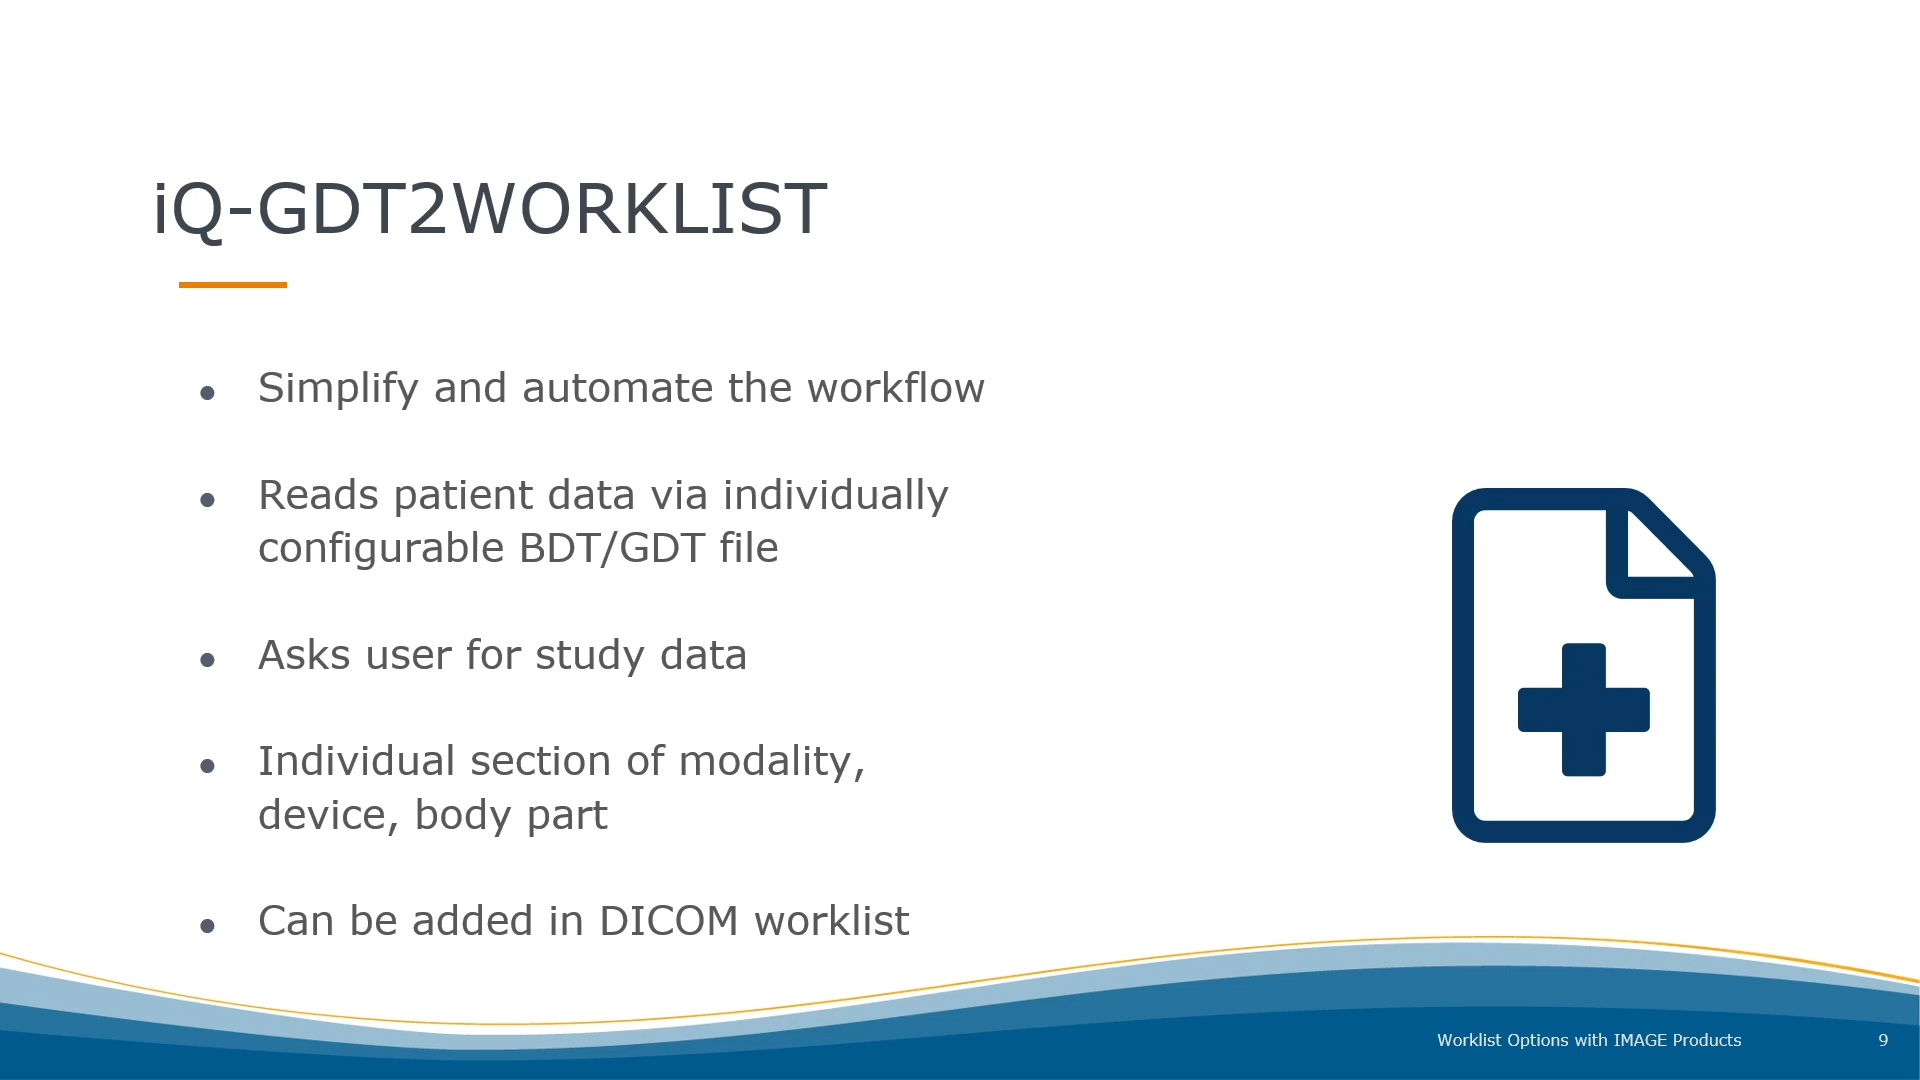 iQ-GDT2WORKLIST
● Simplify and automate the workflow
● Reads patient data via individually
configurable BDT/GDT file
● Asks user for study data
● Individual section of modality,
device, body part
● Can be added in DICOM worklist
Worklist Options with IMAGE Products
9